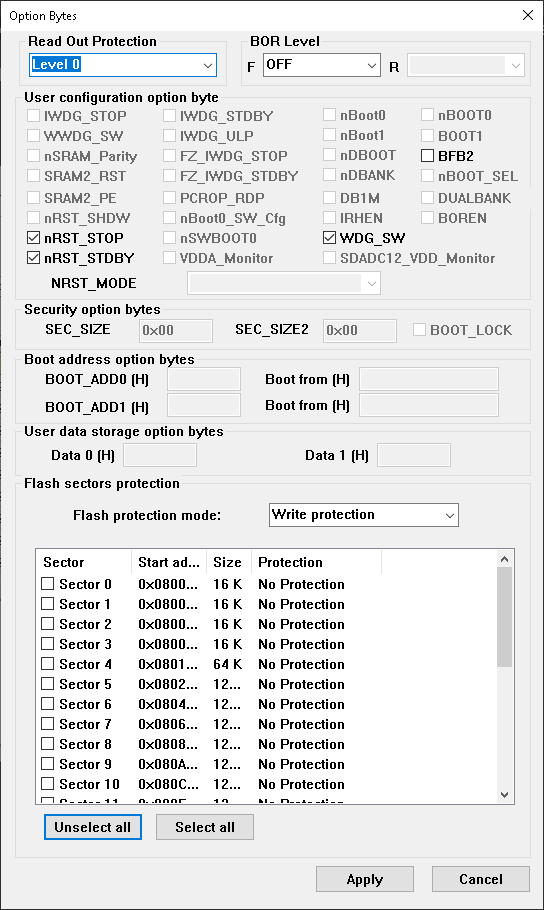 Option Bytes
Read Out Protection
BOR Level
Level 0
F OFF R
User configuration option byte
IWDG_STOP IWDG_STDBY nBoot0 nBOOT0
WWDG_SW IWDG_ULP nBoot1 BOOT1
nSRAM_Parity FZ_IWDG_STOP nDBOOT BFB2
SRAM2_RST FZ_IWDG_STDBY nDBANK nBOOT_SEL
SRAM2_PE PCROP_RDP DB1M DUALBANK
nRST_SHDW nBoot0_SW_Cfg IRHEN BOREN
nRST_STOP nSWBOOT0 WDG_SW
nRST_STDBY VDDA_Monitor SDADC12_VDD_Monitor
NRST_MODE
Security option bytes
SEC_SIZE 0x00 SEC_SIZE2 0x00 BOOT_LOCK
Boot address option bytes
BOOT_ADD0 (H) Boot from (H)
BOOT_ADD1 (H) Boot from (H)
User data storage option bytes
Data 0 (H) Data 1 (H)
Flash sectors protection
Flash protection mode: Write protection
Sector Start ad... Size Protection
Sector 0 0x0800... 16 K No Protection
Sector 1 0x0800... 16 K No Protection
Sector 2 0x0800... 16 K No Protection
Sector 3 0x0800... 16 K No Protection
Sector 4 0x0801... 64 K No Protection
Sector 5 0x0802... 12... No Protection
Sector 6 0x0804... 12... No Protection
Sector 7 0x0806... 12... No Protection
Sector 8 0x0808... 12... No Protection
Sector 9 0x080A... 12... No Protection
Sector 10 0x080C... 12... No Protection
Sector 11 0x080E... 12... No Protection
Unselect all Select all
Apply Cancel